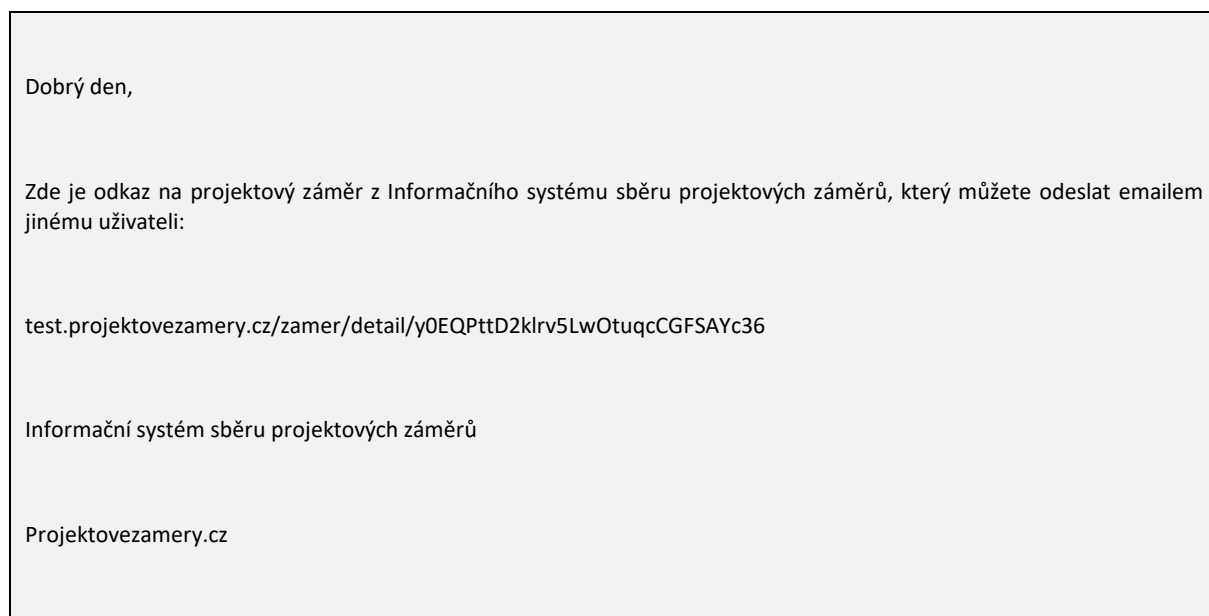 Dobrý den,
Zde je odkaz na projektový záměr z Informačního systému sběru projektových záměrů, který můžete odeslat emailem
jinému uživateli:
test.projektovezamery.cz/zamer/detail/y0EQPttD2klrv5LwOtuqcCGFSAYc36
Informační systém sběru projektových záměrů
Projektovezamery.cz